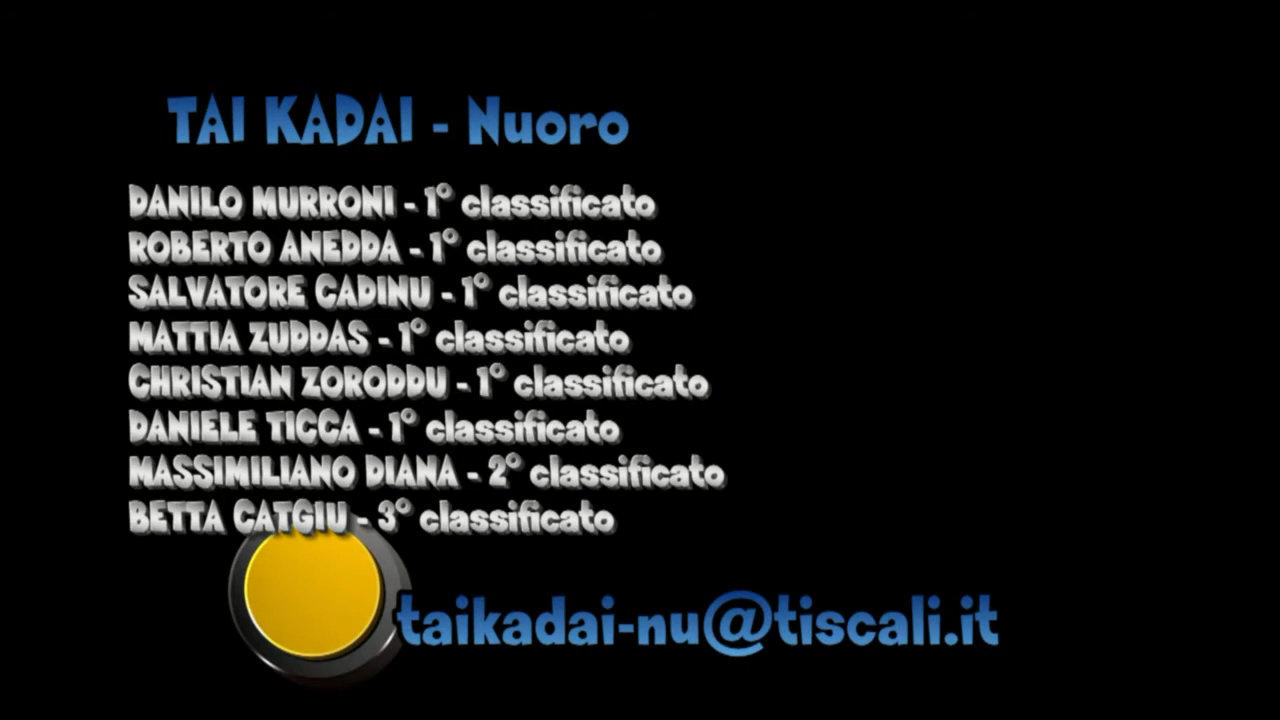 TAI KADAI - Nuoro
DANILO MURRONI - 1° classificato
ROBERTO ANEDDA - 1° classificato
SALVATORE CADINU - 1° classificato
MATTIA ZUDDAS - 1° classificato
CHRISTIAN ZORODDU - 1° classificato
DANIELE TICCA - 1° classificato
MASSIMILIANO DIANA - 2° classificato
BETTA CATGIU - 3° classificato
taikadai-nu@tiscali.it